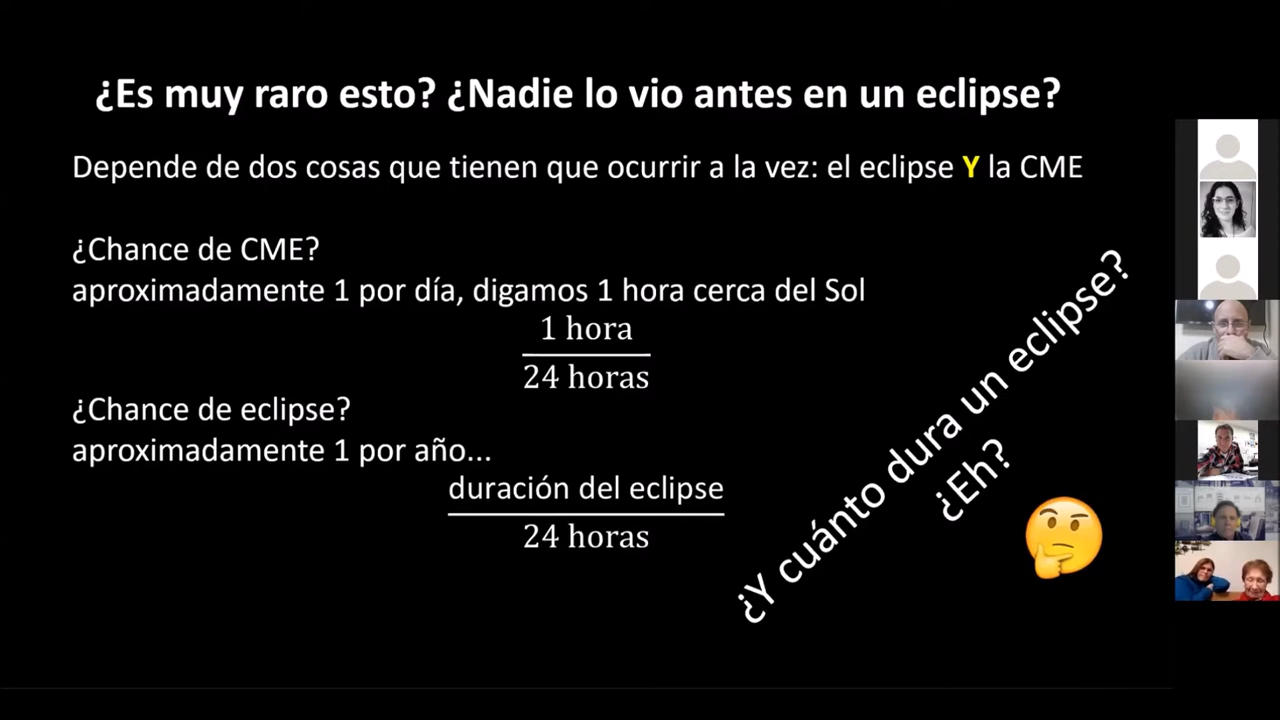 ¿Es muy raro esto? ¿Nadie lo vio antes en un eclipse?
Depende de dos cosas que tienen que ocurrir a la vez: el eclipse Y la CME
¿Chance de CME?
aproximadamente 1 por día, digamos 1 hora cerca del Sol
1 hora
24 horas
¿Chance de eclipse?
aproximadamente 1 por año...
duración del eclipse
24 horas
¿Y cuánto dura un eclipse?
¿Eh?